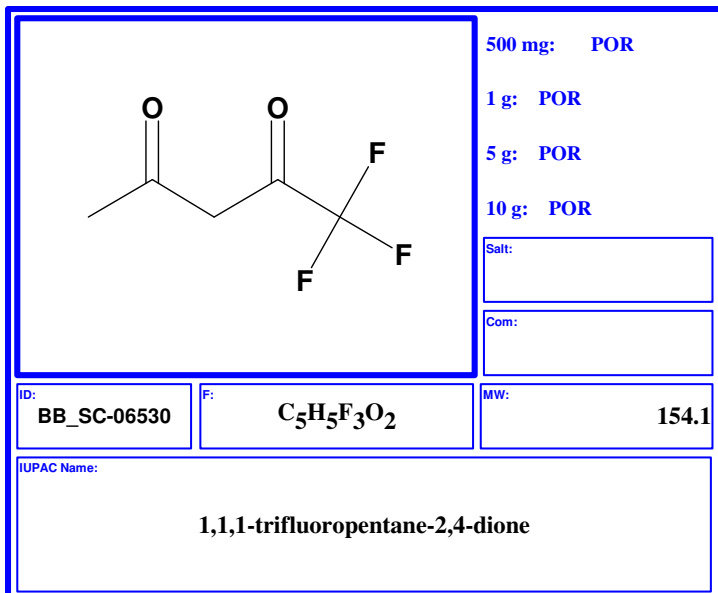 O O
F
F
F
500 mg: POR
1 g: POR
5 g: POR
10 g: POR
Salt:
Com:
ID:
BB_SC-06530
F:
C5H5F3O2
MW:
154.1
IUPAC Name:
1,1,1-trifluoropentane-2,4-dione